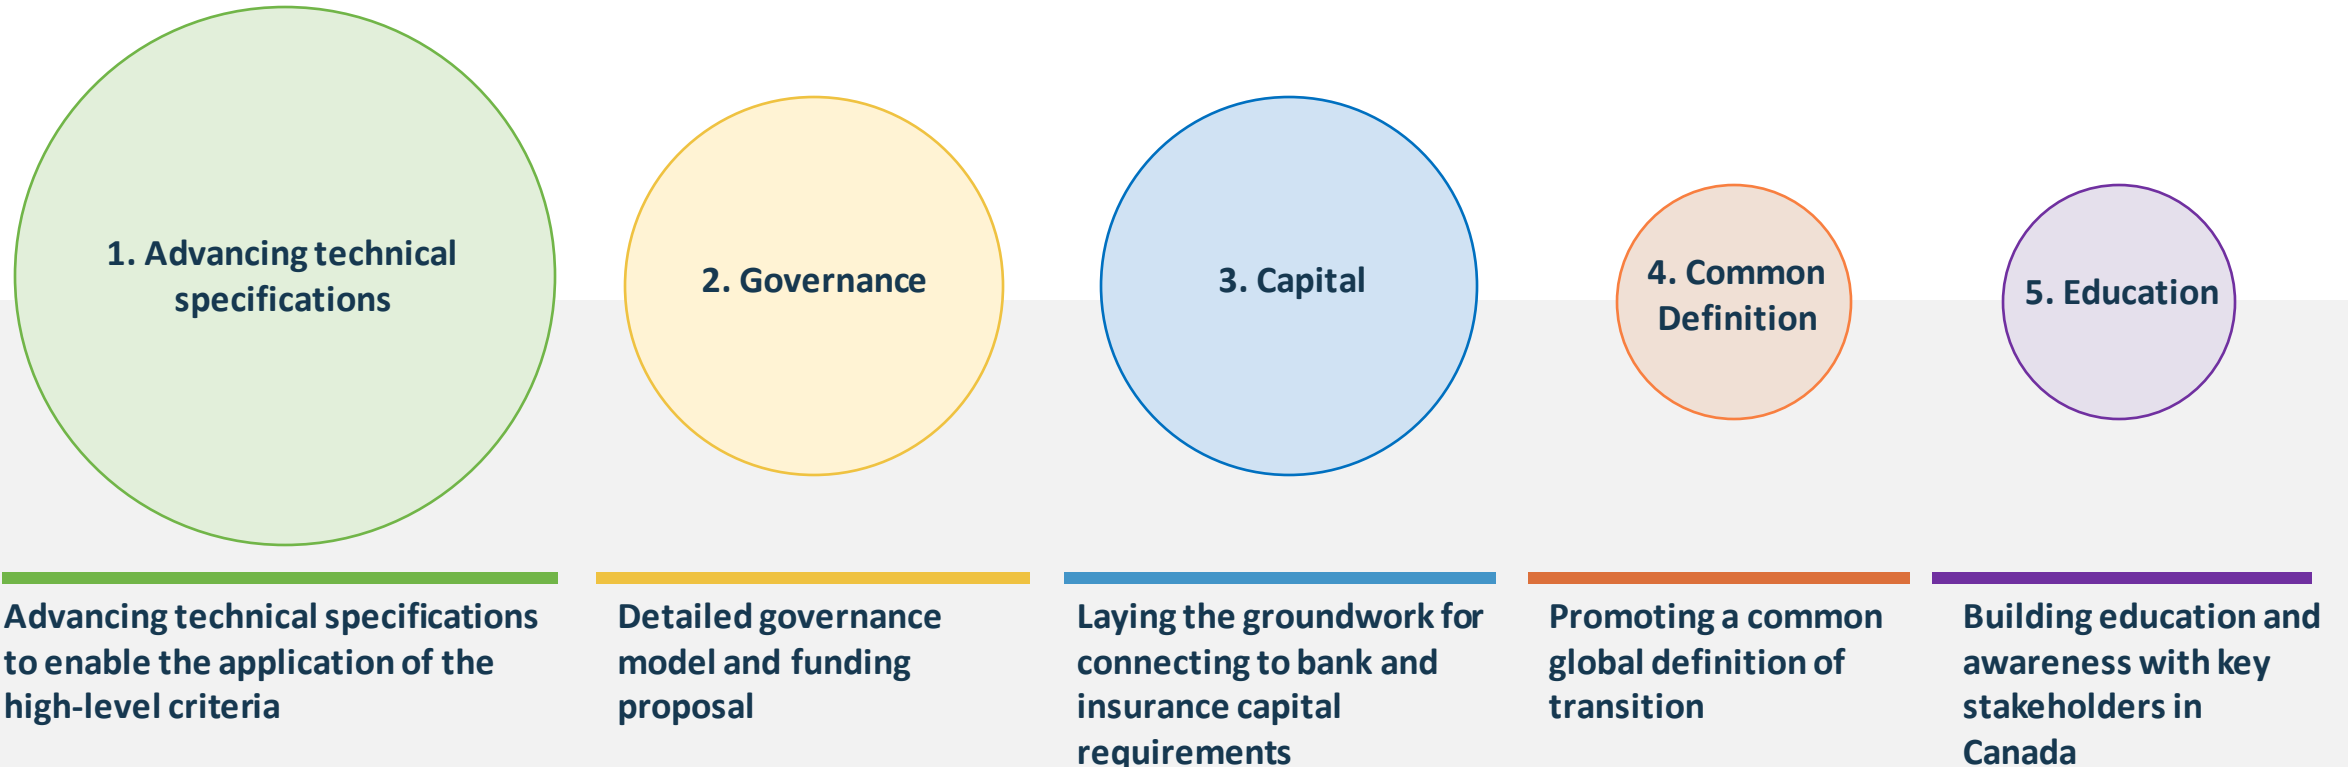 1. Advancing technical
specifications
2. Governance
3. Capital
4. Common
Definition
5. Education
Advancing technical specifications
to enable the application of the
high-level criteria
Detailed governance
model and funding
proposal
Laying the groundwork for
connecting to bank and
insurance capital
requirements
Promoting a common
global definition of
transition
Building education and
awareness with key
stakeholders in
Canada